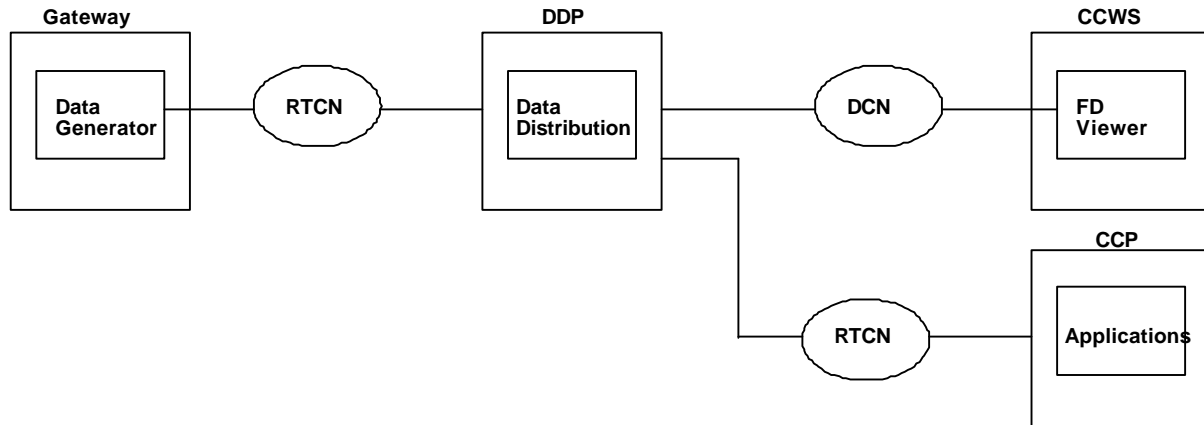 Gateway
DDP
CCWS
Data
Generator
RTCN
Data
Distribution
DCN
FD
Viewer
CCP
RTCN
Applications